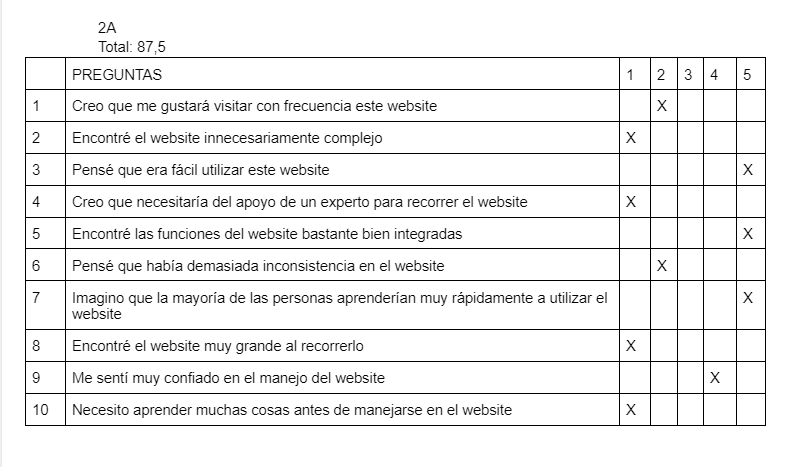 2A
Total: 87,5
PREGUNTAS 1 2 3 4 5
1 Creo que me gustará visitar con frecuencia este website X
2 Encontré el website innecesariamente complejo X
3 Pensé que era fácil utilizar este website X
4 Creo que necesitaría del apoyo de un experto para recorrer el website X
5 Encontré las funciones del website bastante bien integradas X
6 Pensé que había demasiada inconsistencia en el website X
7 Imagino que la mayoría de las personas aprenderían muy rápidamente a utilizar el X
website
8 Encontré el website muy grande al recorrerlo X
9 Me sentí muy confiado en el manejo del website X
10 Necesito aprender muchas cosas antes de manejarse en el website X